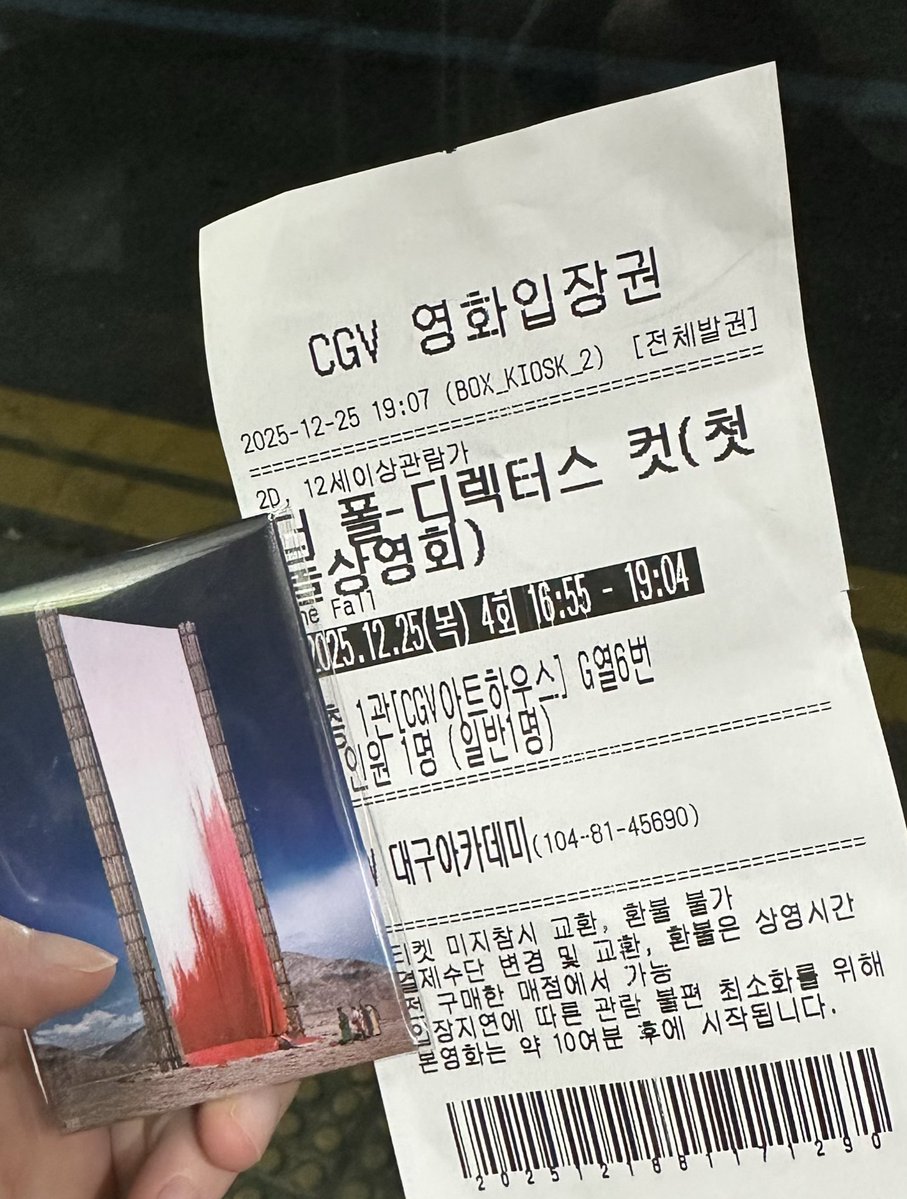 CGV 영화입장권
2025-12-25 19:07 (BOX_KIOSK_2) [전체발권]
2D, 12세이상관람가
폴-디렉터스 컷(첫
상영회)
Fall
2025.12.25(목) 4회 16:55 - 19:04
1관[CGV아트하우스] G열6번
인원 1명 (일반1명)
대구아카데미(104-81-45690)
티켓 미지참시 교환, 환불 불가
결제수단 변경 및 교환, 환불은 상영시간
전 구매한 매점에서 가능
입장지연에 따른 관람 불편 최소화를 위해
본영화는 약 10여분 후에 시작됩니다.
2025121881171290